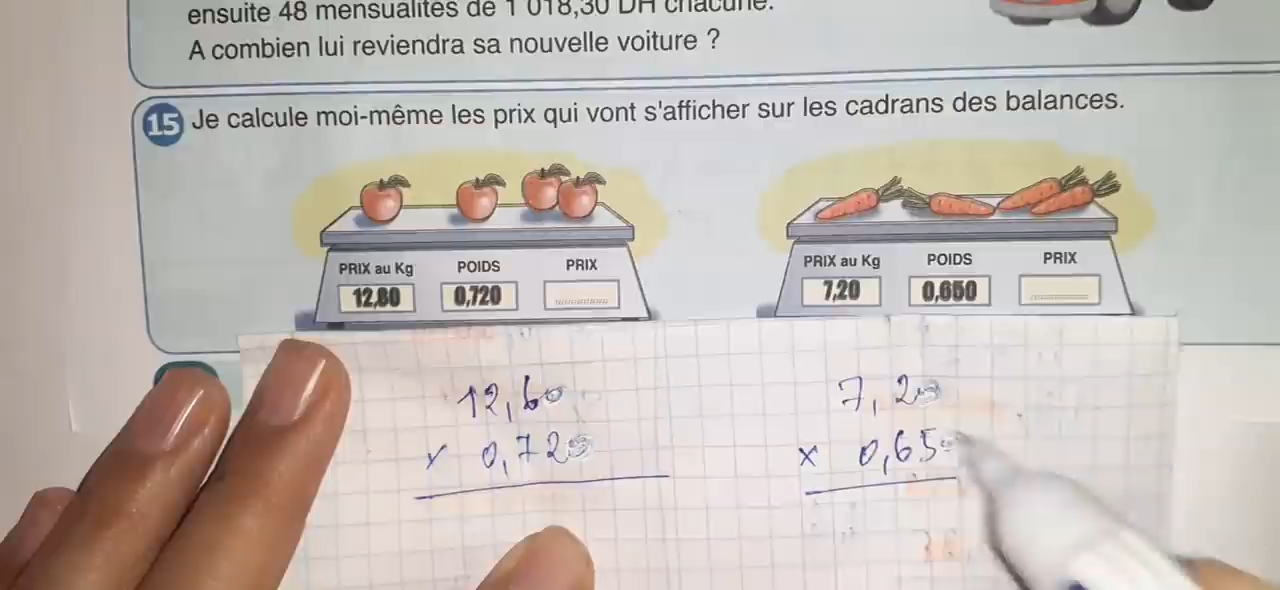 ensuite 48 mensualités de 1 018,30 DH chacune.
A combien lui reviendra sa nouvelle voiture ?
15 Je calcule moi-même les prix qui vont s'afficher sur les cadrans des balances.
PRIX au Kg POIDS PRIX
12,60 0,720 ............
PRIX au Kg POIDS PRIX
7,20 0,650 ............
12,60
x 0,720
7,20
x 0,650